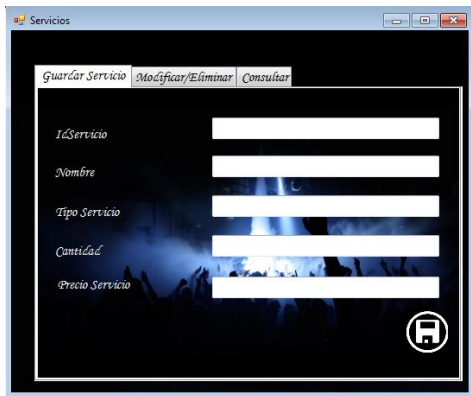 Servicios
Guardar Servicio Modificar/Eliminar Consultar
IdServicio
Nombre
Tipo Servicio
Cantidad
Precio Servicio